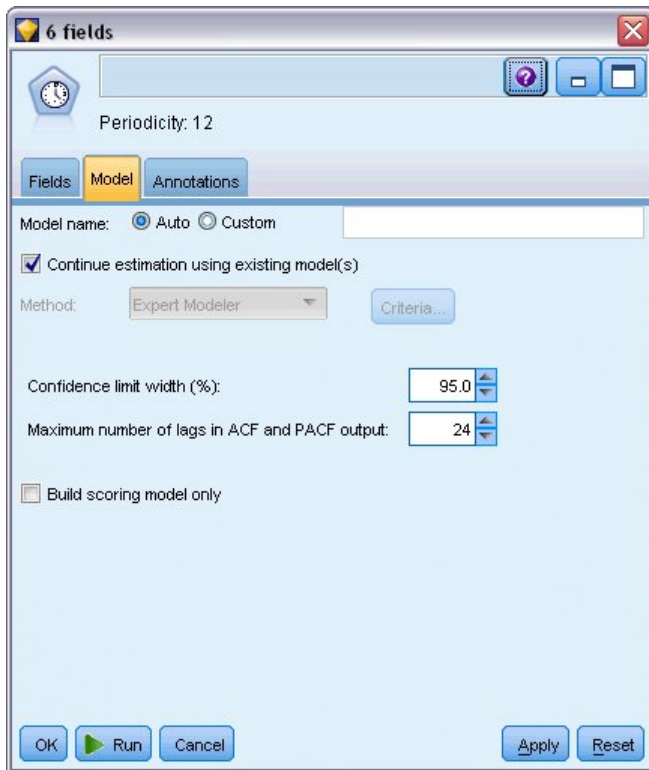 6 fields
Periodicity: 12
Fields Model Annotations
Model name: Auto Custom
Continue estimation using existing model(s)
Method: Expert Modeler Criteria...
Confidence limit width (%): 95.0
Maximum number of lags in ACF and PACF output: 24
Build scoring model only
OK Run Cancel Apply Reset